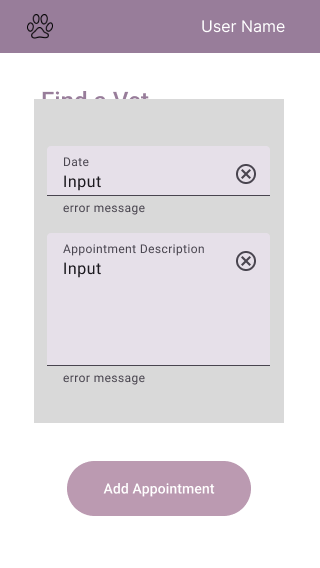 User Name
Find a Vet
Date
Input
error message
Appointment Description
Input
error message
Add Appointment